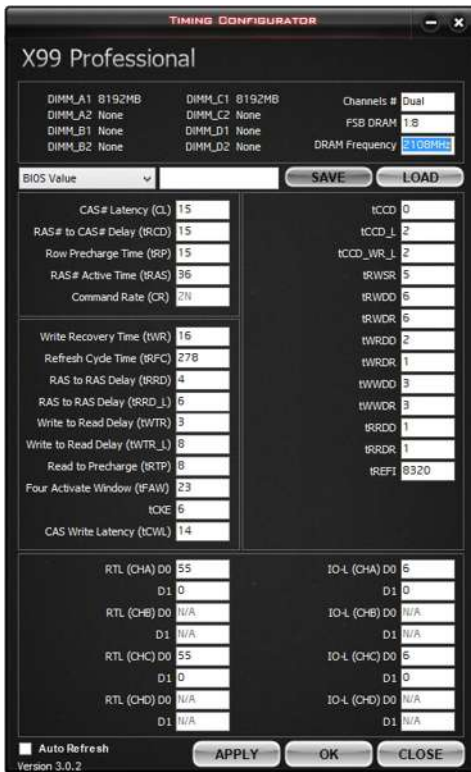 TIMING CONFIGURATOR
X99 Professional
DIMM_A1 8192MB DIMM_C1 8192MB Channels # Dual
DIMM_A2 None DIMM_C2 None FSB DRAM 1:8
DIMM_B1 None DIMM_D1 None DRAM Frequency 2108MHz
DIMM_B2 None DIMM_D2 None
BIOS Value SAVE LOAD
CAS# Latency (CL) 15
RAS# to CAS# Delay (tRCD) 15
Row Precharge Time (tRP) 15
RAS# Active Time (tRAS) 36
Command Rate (CR) 2N
Write Recovery Time (tWR) 16
Refresh Cycle Time (tRFC) 278
RAS to RAS Delay (tRRD) 4
RAS to RAS Delay (tRRD_L) 6
Write to Read Delay (tWTR) 3
Write to Read Delay (tWTR_L) 8
Read to Precharge (tRTP) 8
Four Activate Window (tFAW) 23
tCKE 6
CAS Write Latency (tCWL) 14
tCCD 0
tCCD_L 2
tCCD_WR_L 2
tRWSR 5
tRWDD 6
tRWDR 6
tWRDD 2
tWRDR 1
tWWDD 3
tWWDR 3
tRRDD 1
tRRDR 1
tREFI 8320
RTL (CHA) D0 55 IO-L (CHA) D0 6
D1 0 D1 0
RTL (CHB) D0 N/A IO-L (CHB) D0 N/A
D1 N/A D1 N/A
RTL (CHC) D0 55 IO-L (CHC) D0 6
D1 0 D1 0
RTL (CHD) D0 N/A IO-L (CHD) D0 N/A
D1 N/A D1 N/A
Auto Refresh
Version 3.0.2
APPLY OK CLOSE